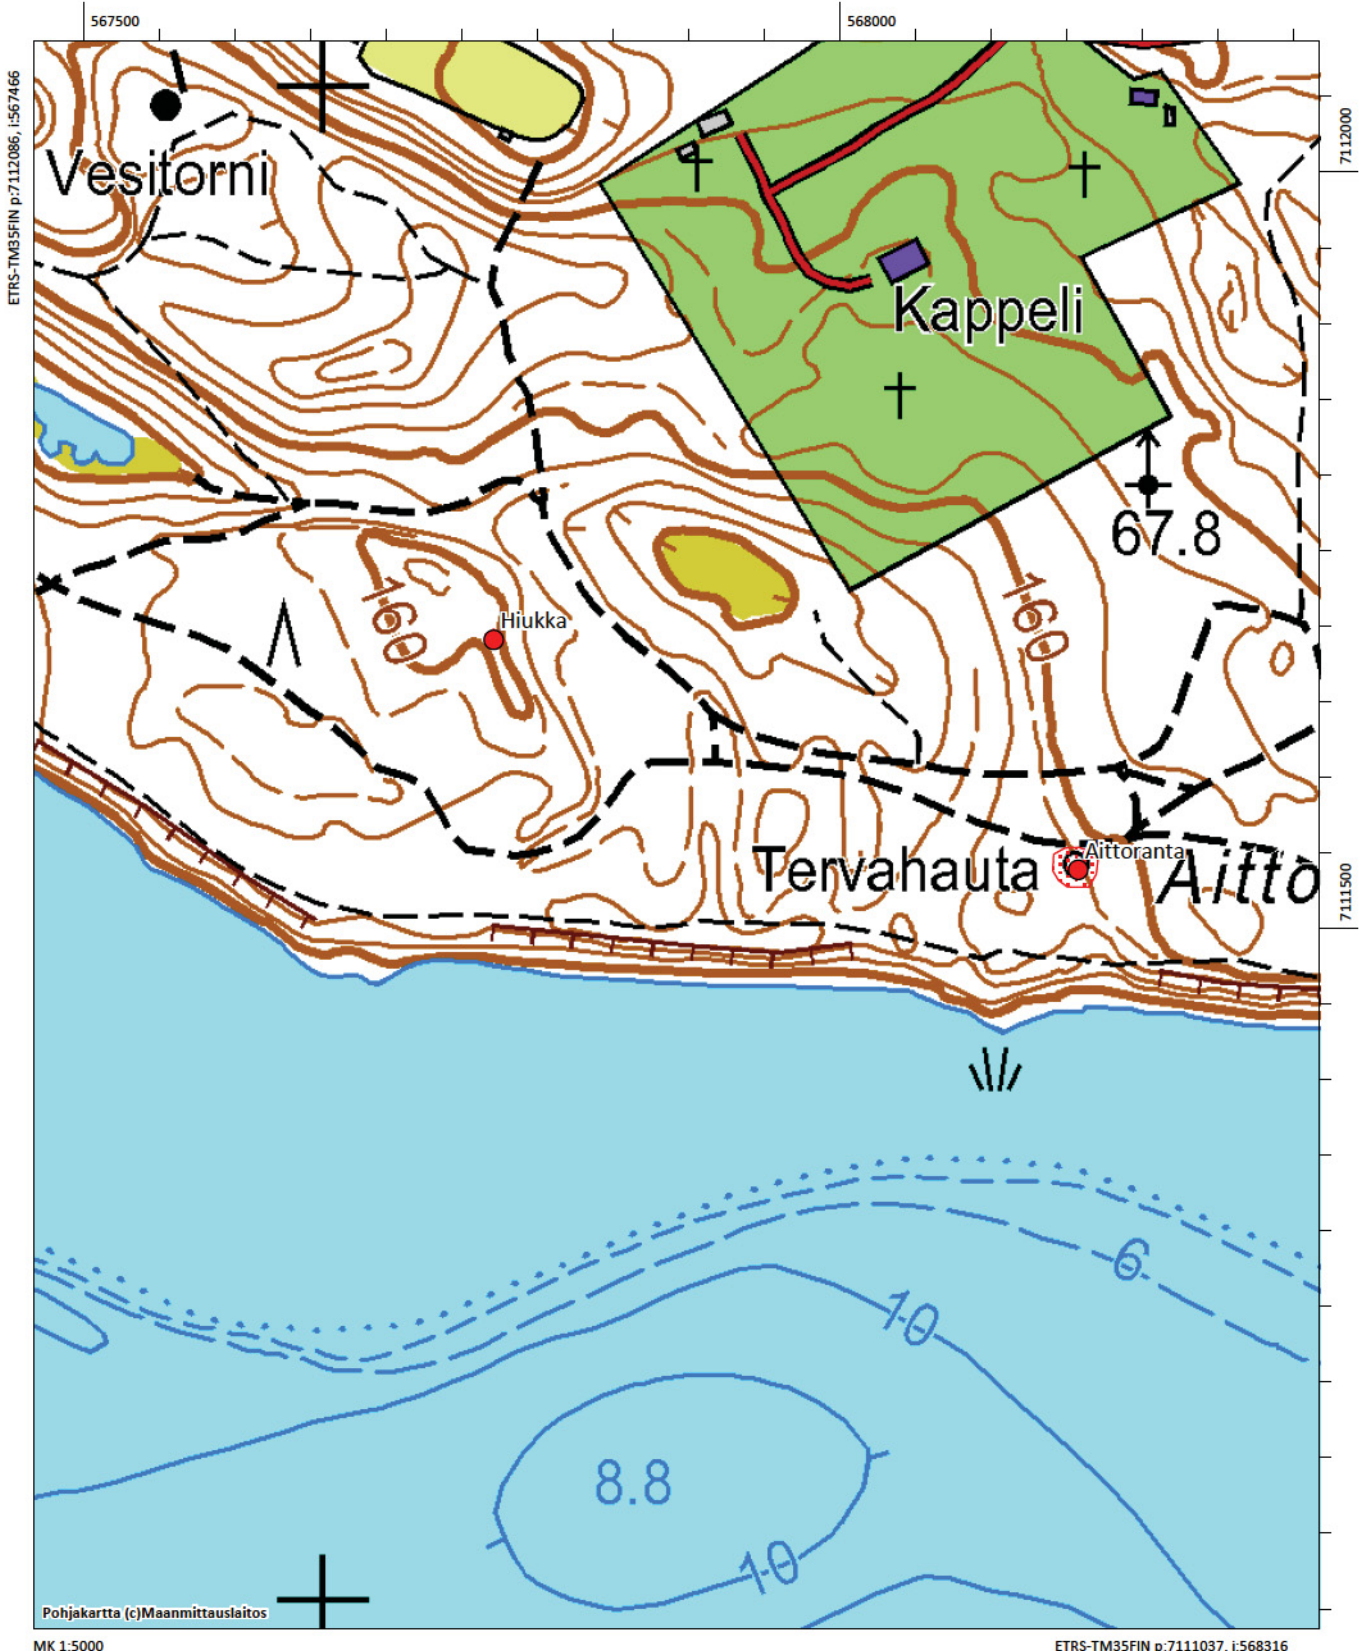 567500
568000
ETRS-TM35FIN p:7112086, i:567466
7112000
Vesitorni
Kappeli
67.8
160
Hiukka
160
Tervahauta
Aittoranta
Aitto
7111500
6
10
8.8
10
Pohjakartta (c)Maanmittauslaitos
MK 1:5000
ETRS-TM35FIN p:7111037, i:568316